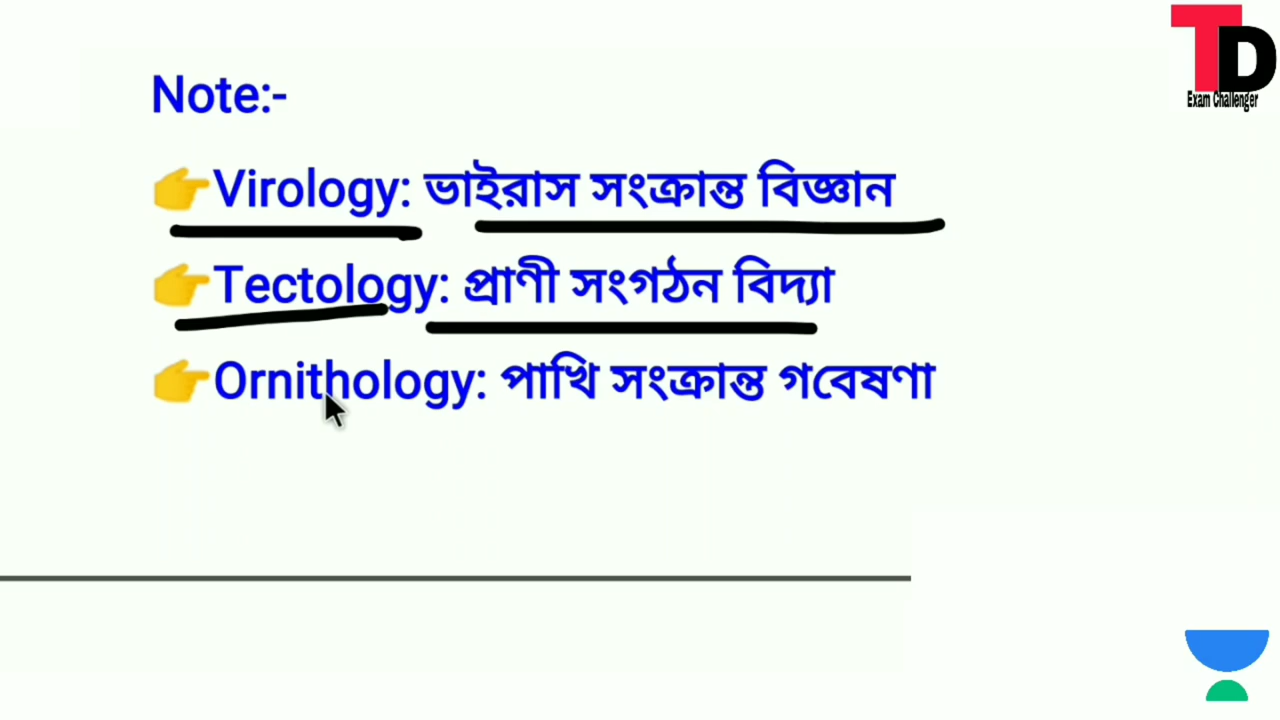 TD
Exam Challenger
Note:-
👉Virology: ভাইরাস সংক্রান্ত বিজ্ঞান
👉Tectology: প্রাণী সংগঠন বিদ্যা
👉Ornithology: পাখি সংক্রান্ত গবেষণা